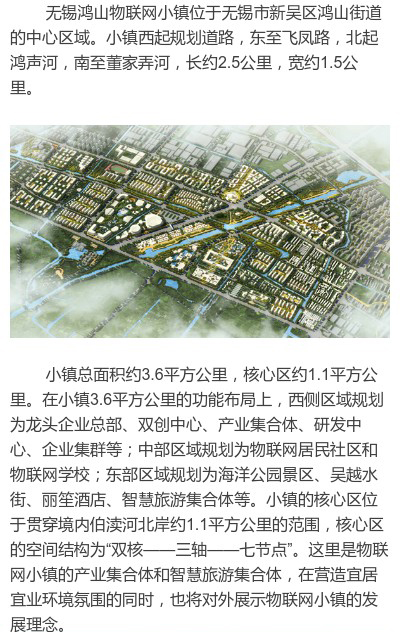 无锡鸿山物联网小镇位于无锡市新吴区鸿山街道
的中心区域。小镇西起规划道路，东至飞凤路，北起
鸿声河，南至董家弄河，长约2.5公里，宽约1.5公
里。
小镇总面积约3.6平方公里，核心区约1.1平方公
里。在小镇3.6平方公里的功能布局上，西侧区域规划
为龙头企业总部、双创中心、产业集合体、研发中
心、企业集群等；中部区域规划为物联网居民社区和
物联网学校；东部区域规划为海洋公园景区、吴越水
街、丽笙酒店、智慧旅游集合体等。小镇的核心区位
于贯穿境内伯渎河北岸约1.1平方公里的范围，核心区
的空间结构为“双核——三轴——七节点”。这里是物联
网小镇的产业集合体和智慧旅游集合体，在营造宜居
宜业环境氛围的同时，也将对外展示物联网小镇的发
展理念。